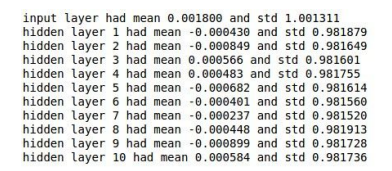 input layer had mean 0.001800 and std 1.001311
hidden layer 1 had mean -0.000430 and std 0.981879
hidden layer 2 had mean -0.000849 and std 0.981649
hidden layer 3 had mean 0.000566 and std 0.981601
hidden layer 4 had mean 0.000483 and std 0.981755
hidden layer 5 had mean -0.000682 and std 0.981614
hidden layer 6 had mean -0.000401 and std 0.981560
hidden layer 7 had mean -0.000237 and std 0.981520
hidden layer 8 had mean -0.000448 and std 0.981913
hidden layer 9 had mean -0.000899 and std 0.981728
hidden layer 10 had mean 0.000584 and std 0.981736